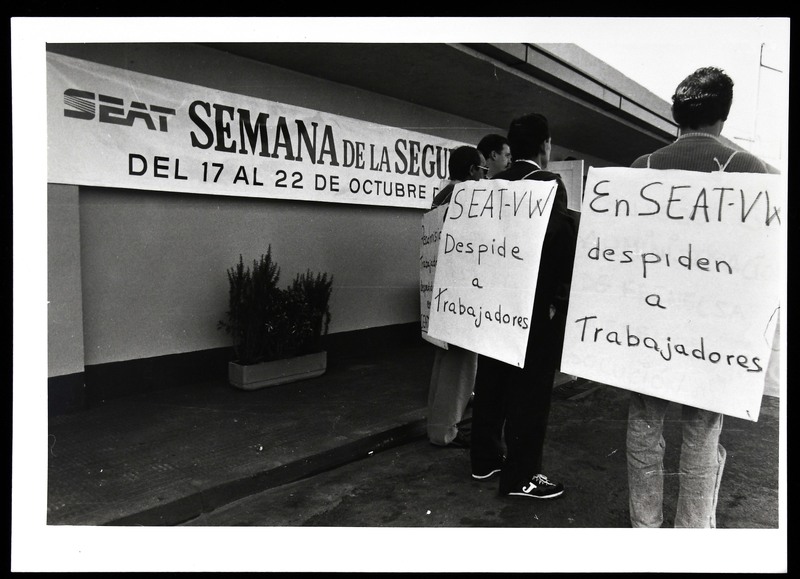 SEAT SEMANA DE LA SEGU
DEL 17 AL 22 DE OCTUBRE D
SEAT-VW
Despide
a
Trabajadores
En SEAT-VW
despiden
a
Trabajadores